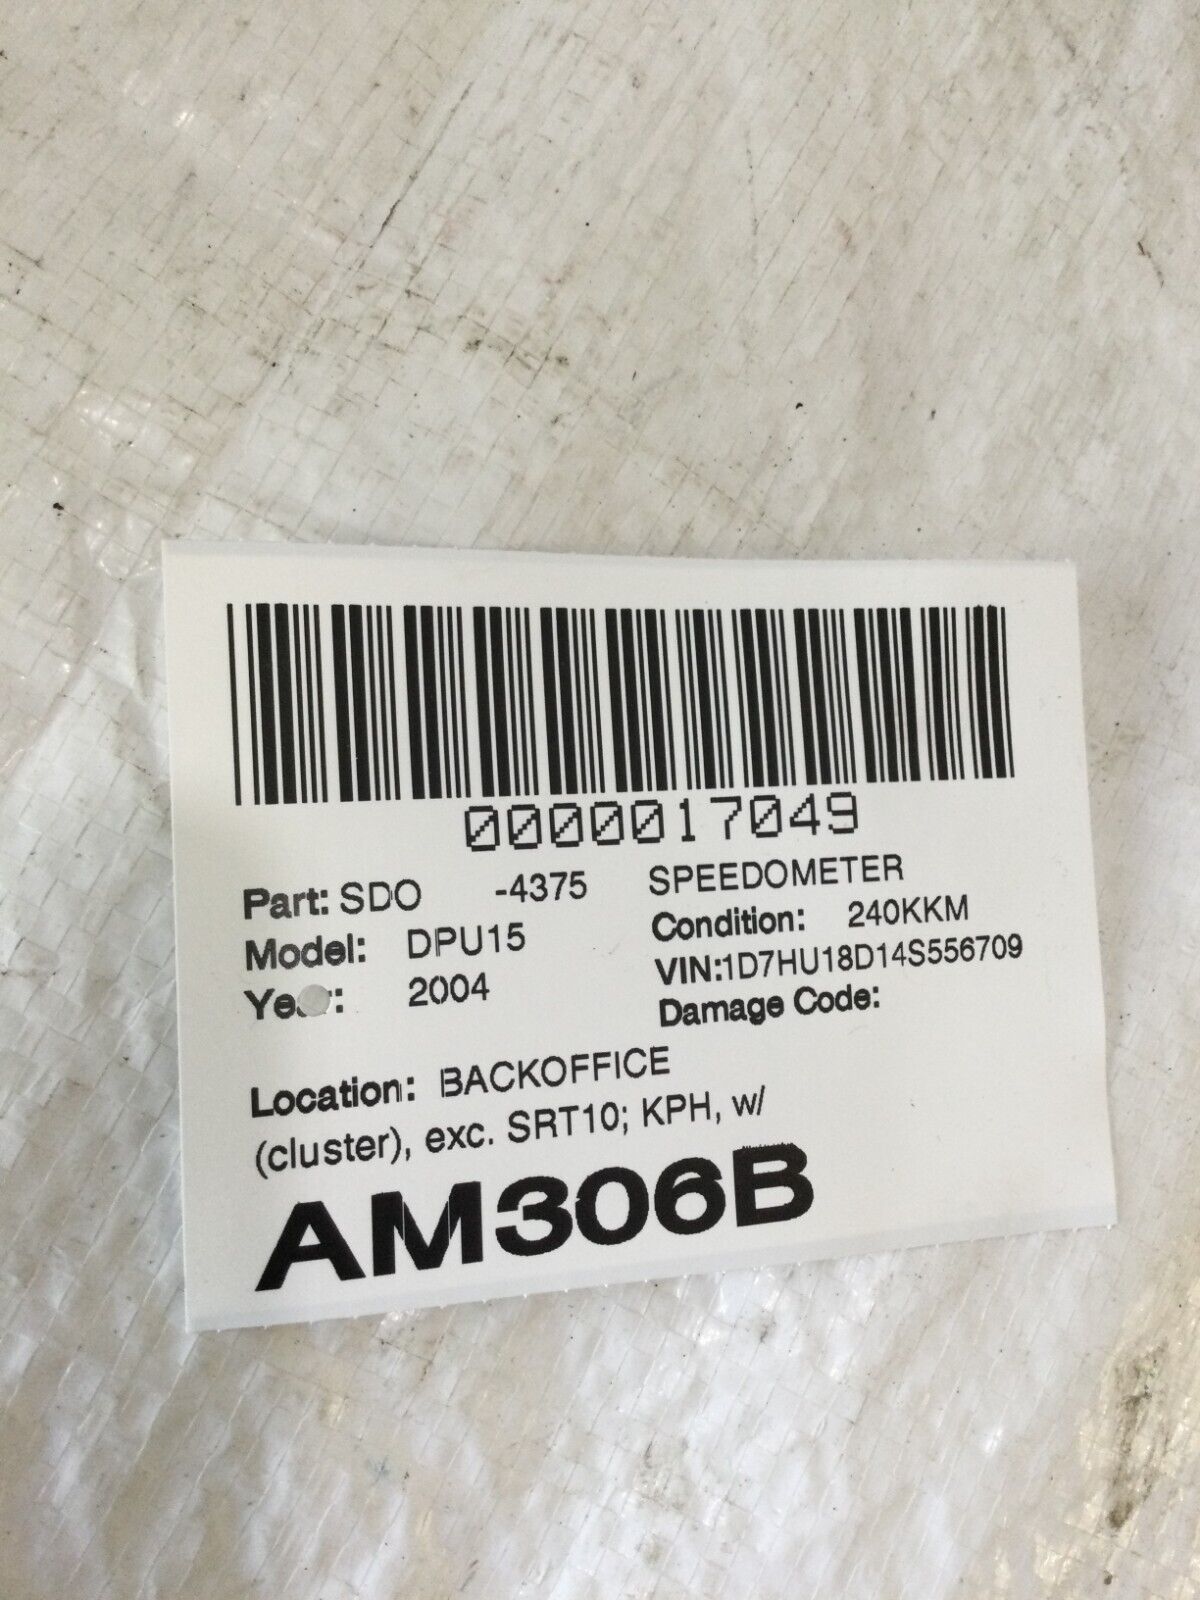 0000017049
Part: SDO -4375 SPEEDOMETER
Model: DPU15 Condition: 240KKM
Year: 2004 VIN:1D7HU18D14S556709
Damage Code:
Location: BACKOFFICE
(cluster), exc. SRT10; KPH, w/
AM306B